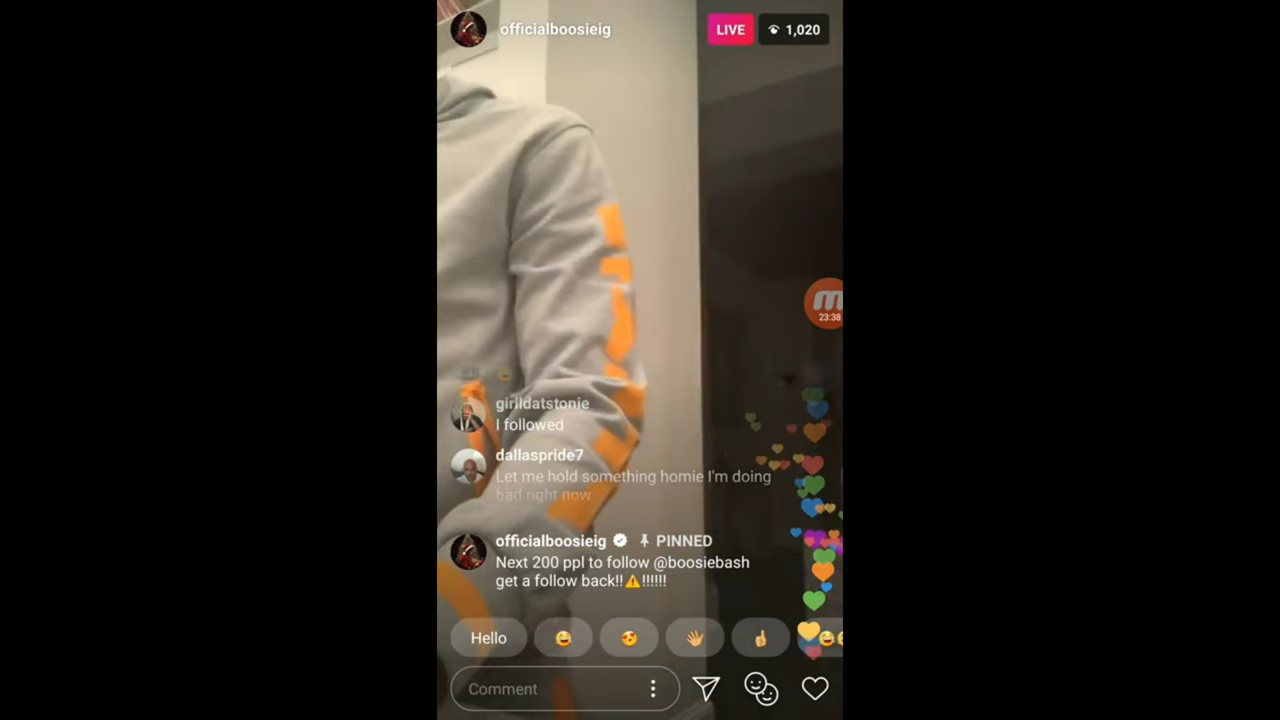 officialboosieig
LIVE
1,020
23:38
girlldatstonie
I followed
dallaspride7
Let me hold something homie I'm doing
bad right now
officialboosieig PINNED
Next 200 ppl to follow @boosiebash
get a follow back!!⚠️!!!!!!
Hello
Comment